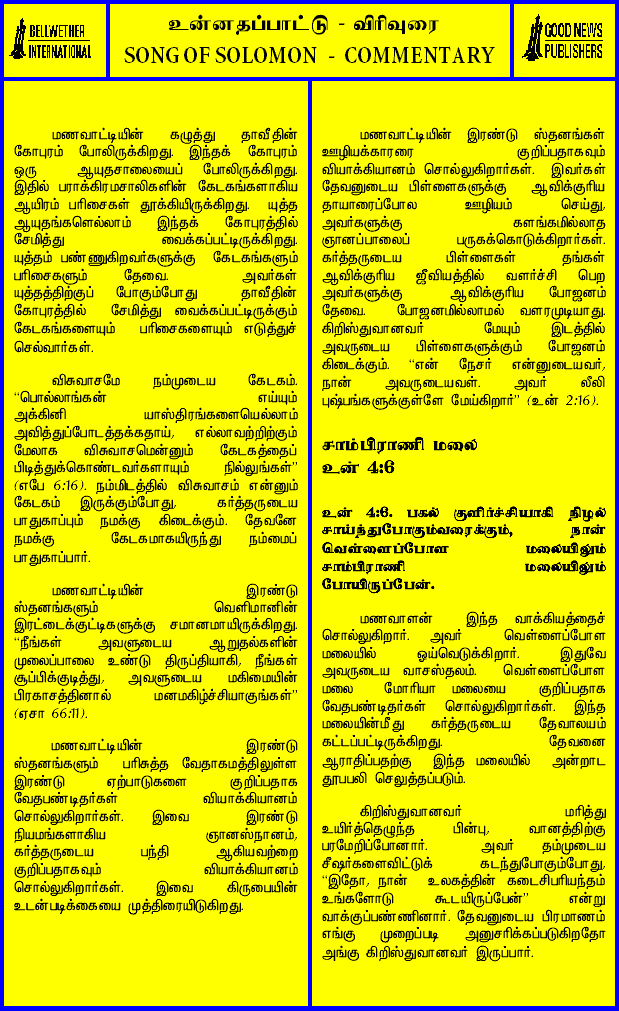 BELLWETHER
INTERNATIONAL
உன்னதப்பாட்டு - விரிவுரை
SONG OF SOLOMON - COMMENTARY
GOOD NEWS
PUBLISHERS
மணவாட்டியின் கழுத்து தாவீதின்
கோபுரம் போலிருக்கிறது. இந்தக் கோபுரம்
ஒரு ஆயுதசாலையைப் போலிருக்கிறது.
இதில் பராக்கிரமசாலிகளின் கேடகங்களாகிய
ஆயிரம் பரிசைகள் தூக்கியிருக்கிறது. யுத்த
ஆயுதங்களெல்லாம் இந்தக் கோபுரத்தில்
சேமித்து வைக்கப்பட்டிருக்கிறது.
யுத்தம் பண்ணுகிறவர்களுக்கு கேடகங்களும்
பரிசைகளும் தேவை. அவர்கள்
யுத்தத்திற்குப் போகும்போது தாவீதின்
கோபுரத்தில் சேமித்து வைக்கப்பட்டிருக்கும்
கேடகங்களையும் பரிசைகளையும் எடுத்துச்
செல்வார்கள்.
விசுவாசமே நம்முடைய கேடகம்.
“பொல்லாங்கன் எய்யும்
அக்கினி யாஸ்திரங்களையெல்லாம்
அவித்துப்போடத்தக்கதாய், எல்லாவற்றிற்கும்
மேலாக விசுவாசமென்னும் கேடகத்தைப்
பிடித்துக்கொண்டவர்களாயும் நில்லுங்கள்”
(எபே 6:16). நம்மிடத்தில் விசுவாசம் என்னும்
கேடகம் இருக்கும்போது, கர்த்தருடைய
பாதுகாப்பும் நமக்கு கிடைக்கும். தேவனே
நமக்கு கேடகமாகயிருந்து நம்மைப்
பாதுகாப்பார்.
மணவாட்டியின் இரண்டு
ஸ்தனங்களும் வெளிமானின்
இரட்டைக்குட்டிகளுக்கு சமானமாயிருக்கிறது.
“நீங்கள் அவளுடைய ஆறுதல்களின்
முலைப்பாலை உண்டு திருப்தியாகி, நீங்கள்
சூப்பிக்குடித்து, அவளுடைய மகிமையின்
பிரகாசத்தினால் மனமகிழ்ச்சியாகுங்கள்”
(ஏசா 66:11).
மணவாட்டியின் இரண்டு
ஸ்தனங்களும் பரிசுத்த வேதாகமத்திலுள்ள
இரண்டு ஏற்பாடுகளை குறிப்பதாக
வேதபண்டிதர்கள் வியாக்கியானம்
சொல்லுகிறார்கள். இவை இரண்டு
நியமங்களாகிய ஞானஸ்நானம்,
கர்த்தருடைய பந்தி ஆகியவற்றை
குறிப்பதாகவும் வியாக்கியானம்
சொல்லுகிறார்கள். இவை கிருபையின்
உடன்படிக்கையை முத்திரையிடுகிறது.
மணவாட்டியின் இரண்டு ஸ்தனங்கள்
ஊழியக்காரரை குறிப்பதாகவும்
வியாக்கியானம் சொல்லுகிறார்கள். இவர்கள்
தேவனுடைய பிள்ளைகளுக்கு ஆவிக்குரிய
தாயாரைப்போல ஊழியம் செய்து,
அவர்களுக்கு களங்கமில்லாத
ஞானப்பாலைப் பருகக்கொடுக்கிறார்கள்.
கர்த்தருடைய பிள்ளைகள் தங்கள்
ஆவிக்குரிய ஜீவியத்தில் வளர்ச்சி பெற
அவர்களுக்கு ஆவிக்குரிய போஜனம்
தேவை. போஜனமில்லாமல் வளரமுடியாது.
கிறிஸ்துவானவர் மேயும் இடத்தில்
அவருடைய பிள்ளைகளுக்கும் போஜனம்
கிடைக்கும். “என் நேசர் என்னுடையவர்,
நான் அவருடையவள். அவர் லீலி
புஷ்பங்களுக்குள்ளே மேய்கிறார்” (உன் 2:16).
சாம்பிராணி மலை
உன் 4:6
உன் 4:6. பகல் குளிர்ச்சியாகி நிழல்
சாய்ந்துபோகும்வரைக்கும், நான்
வெள்ளைப்போள மலையிலும்
சாம்பிராணி மலையிலும்
போயிருப்பேன்.
மணவாளன் இந்த வாக்கியத்தைச்
சொல்லுகிறார். அவர் வெள்ளைப்போள
மலையில் ஓய்வெடுக்கிறார். இதுவே
அவருடைய வாசஸ்தலம். வெள்ளைப்போள
மலை மோரியா மலையை குறிப்பதாக
வேதபண்டிதர்கள் சொல்லுகிறார்கள். இந்த
மலையின்மீது கர்த்தருடைய தேவாலயம்
கட்டப்பட்டிருக்கிறது. தேவனை
ஆராதிப்பதற்கு இந்த மலையில் அன்றாட
தூபபலி செலுத்தப்படும்.
கிறிஸ்துவானவர் மரித்து
உயிர்த்தெழுந்த பின்பு, வானத்திற்கு
பரமேறிப்போனார். அவர் தம்முடைய
சீஷர்களைவிட்டுக் கடந்துபோகும்போது,
“இதோ, நான் உலகத்தின் கடைசிபரியந்தம்
உங்களோடு கூடயிருப்பேன்” என்று
வாக்குப்பண்ணினார். தேவனுடைய பிரமாணம்
எங்கு முறைப்படி அனுசரிக்கப்படுகிறதோ
அங்கு கிறிஸ்துவானவர் இருப்பார்.